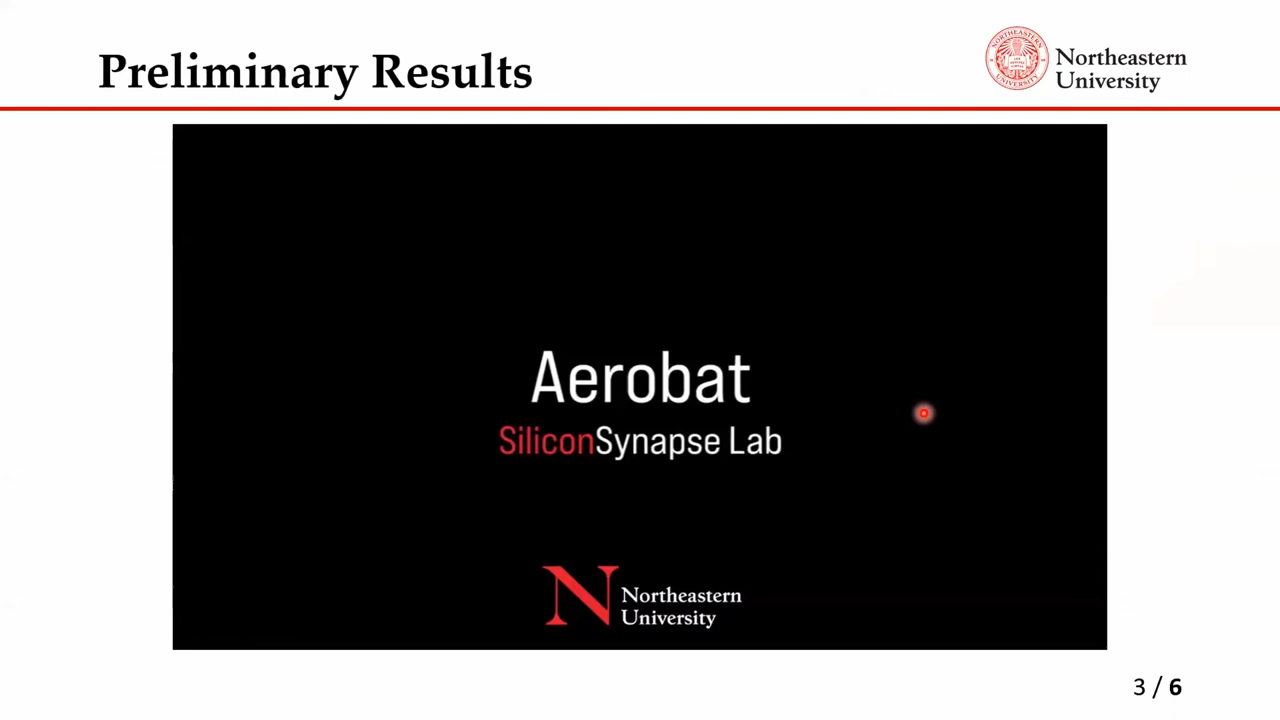 Preliminary Results
Northeastern
University
Aerobat
SiliconSynapse Lab
N Northeastern
University
3 / 6